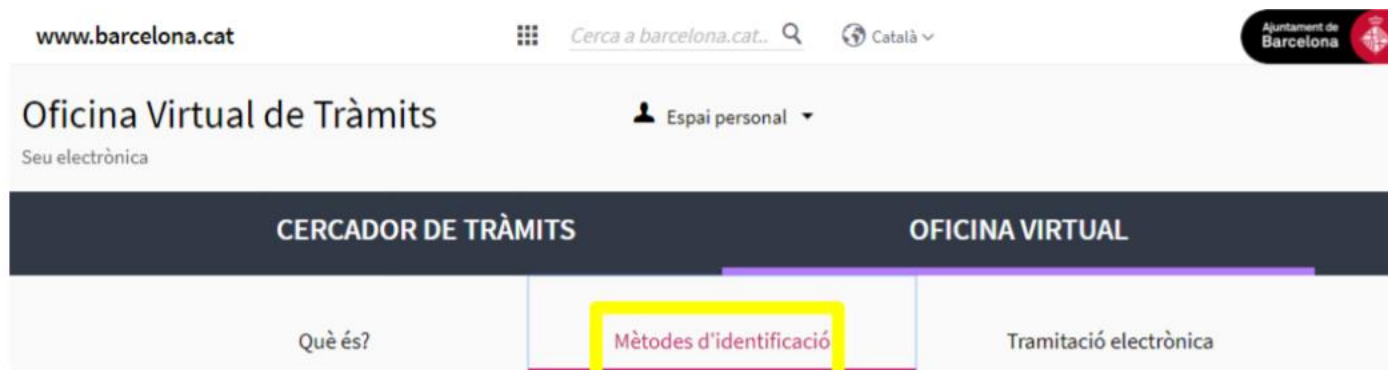 www.barcelona.cat
Cerca a barcelona.cat..
Català
Ajuntament de
Barcelona
Oficina Virtual de Tràmits
Espai personal
Seu electrònica
CERCADOR DE TRÀMITS
OFICINA VIRTUAL
Què és?
Mètodes d'identificació
Tramitació electrònica